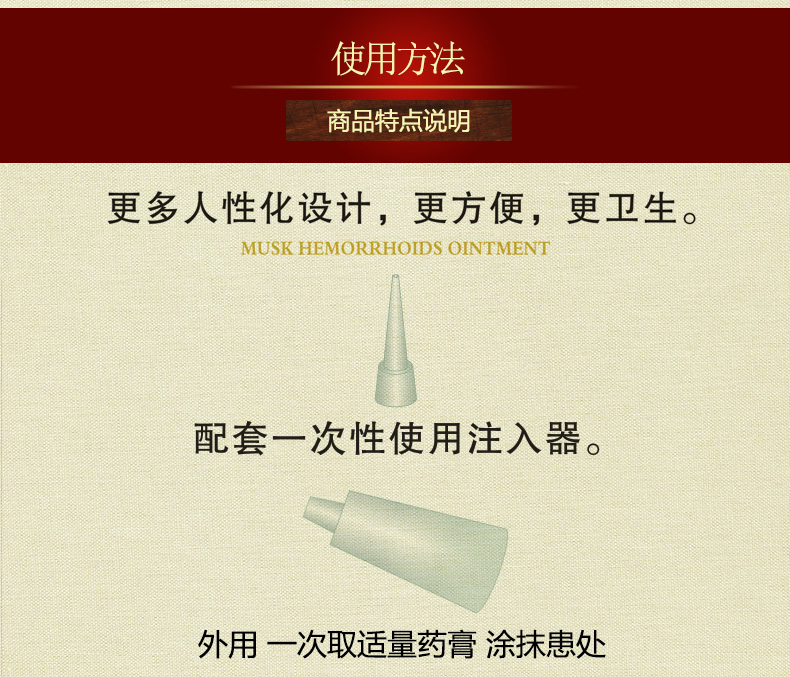 使用方法
商品特点说明
更多人性化设计，更方便，更卫生。
MUSK HEMORRHOIDS OINTMENT
配套一次性使用注入器。
外用 一次取适量药膏 涂抹患处